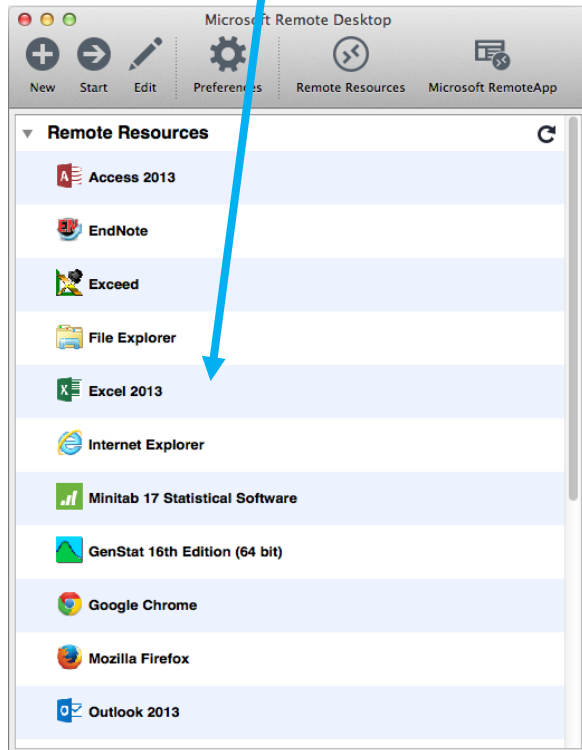 Microsoft Remote Desktop
New Start Edit Preferences Remote Resources Microsoft RemoteApp
Remote Resources
Access 2013
EndNote
Exceed
File Explorer
Excel 2013
Internet Explorer
Minitab 17 Statistical Software
GenStat 16th Edition (64 bit)
Google Chrome
Mozilla Firefox
Outlook 2013